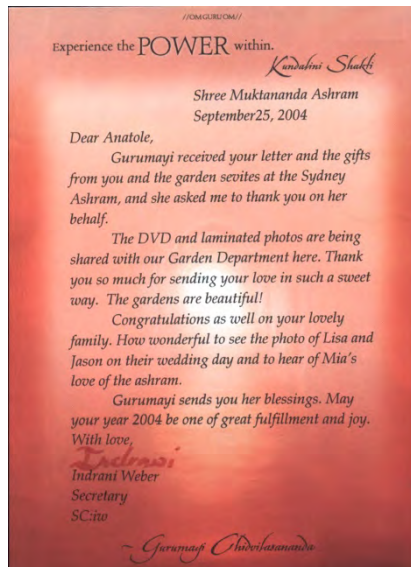 //OM GURU OM//
Experience the POWER within.
Kundalini Shakti
Shree Muktananda Ashram
September25, 2004
Dear Anatole,
Gurumayi received your letter and the gifts
from you and the garden sevites at the Sydney
Ashram, and she asked me to thank you on her
behalf.
The DVD and laminated photos are being
shared with our Garden Department here. Thank
you so much for sending your love in such a sweet
way. The gardens are beautiful!
Congratulations as well on your lovely
family. How wonderful to see the photo of Lisa and
Jason on their wedding day and to hear of Mia's
love of the ashram.
Gurumayi sends you her blessings. May
your year 2004 be one of great fulfillment and joy.
With love,
Indrani
Indrani Weber
Secretary
SC:iw
~ Gurumayi Chidvilasananda